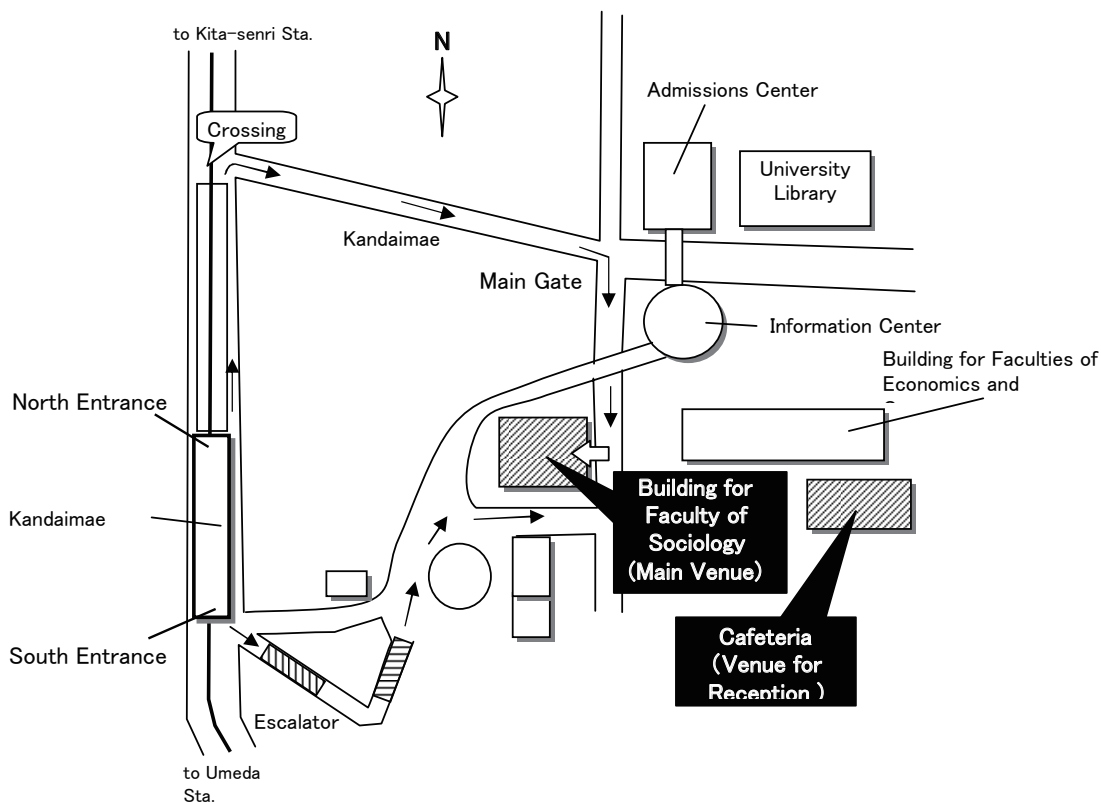 to Kita-senri Sta.
N
Crossing
Admissions Center
University
Library
Kandaimae
Main Gate
Information Center
Building for Faculties of
Economics and
North Entrance
Kandaimae
South Entrance
Building for
Faculty of
Sociology
(Main Venue)
Cafeteria
(Venue for
Reception )
Escalator
to Umeda
Sta.